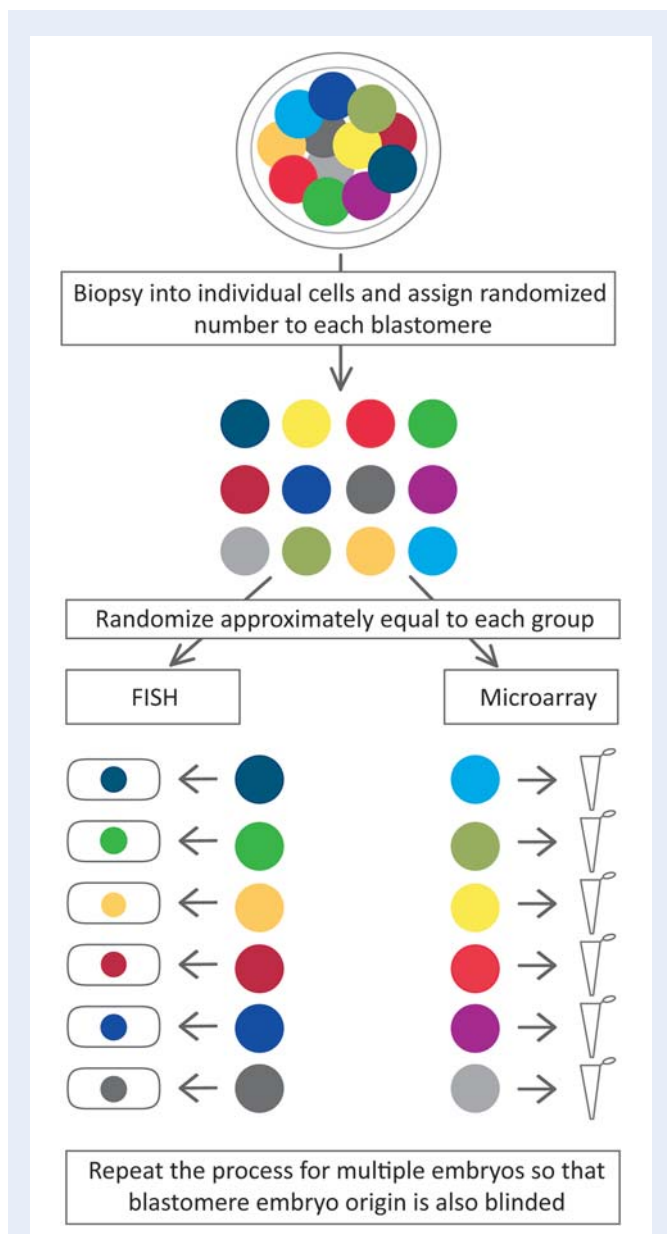 Biopsy into individual cells and assign randomized
number to each blastomere
Randomize approximately equal to each group
FISH
Microarray
Repeat the process for multiple embryos so that
blastomere embryo origin is also blinded